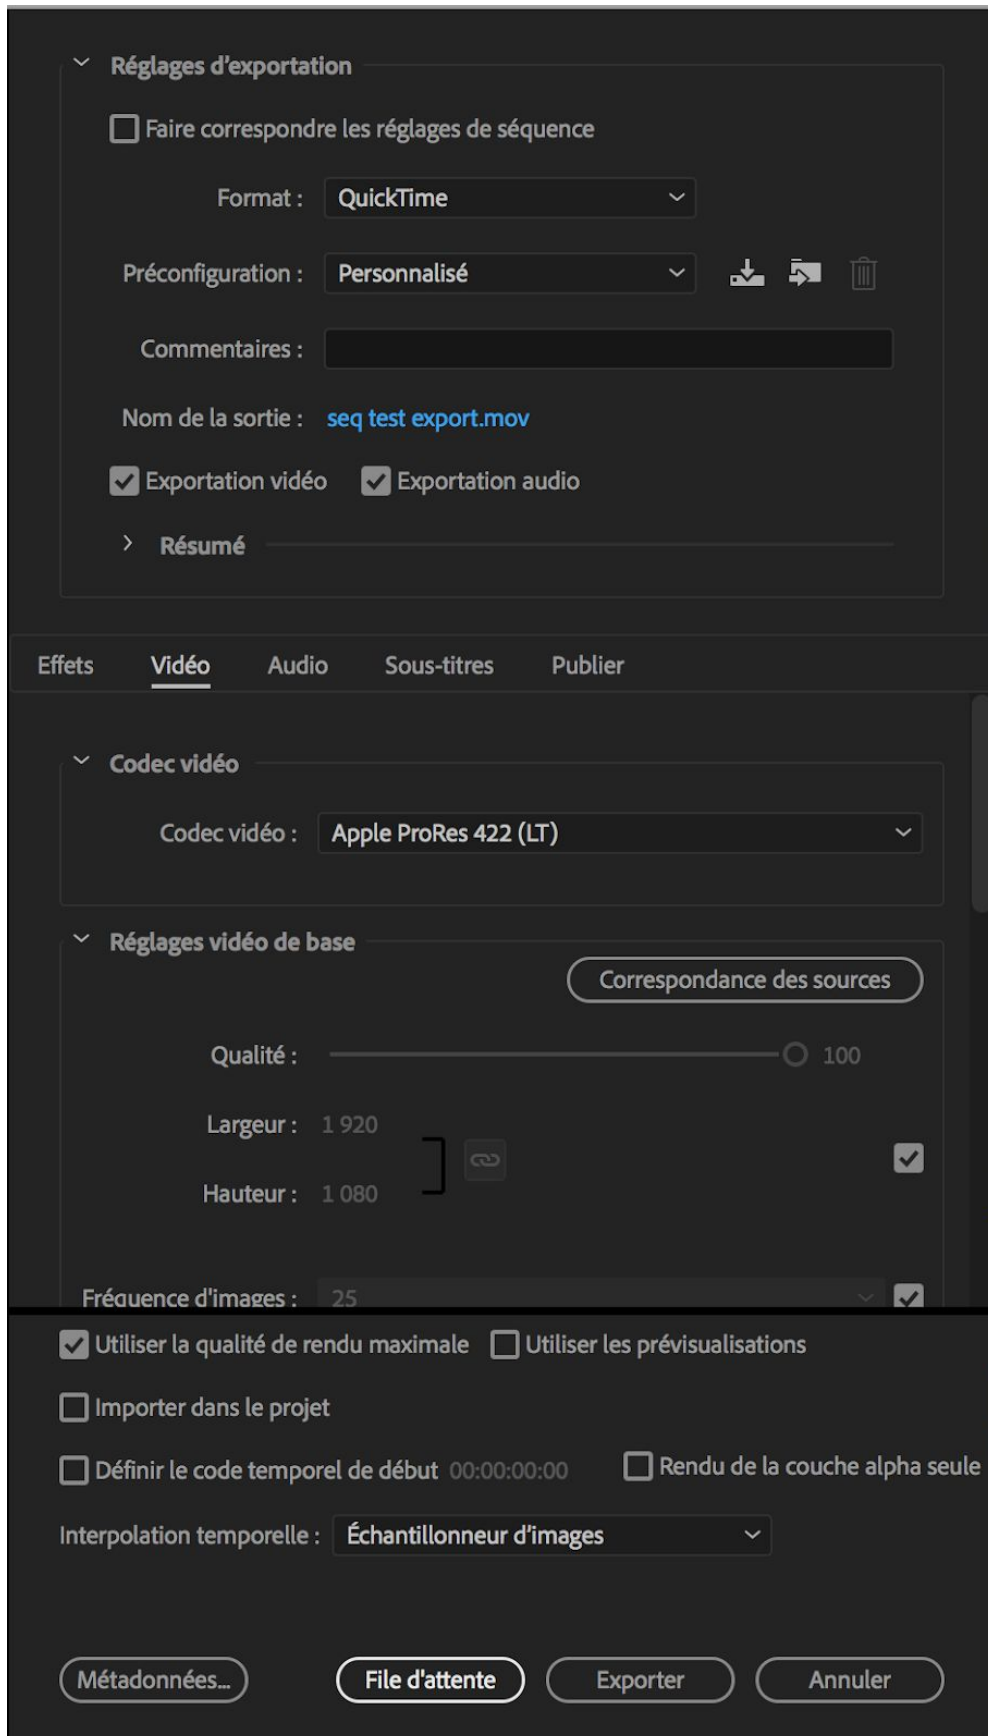 Réglages d'exportation
Faire correspondre les réglages de séquence
Format : QuickTime
Préconfiguration : Personnalisé
Commentaires :
Nom de la sortie : seq test export.mov
Exportation vidéo Exportation audio
Résumé
Effets Vidéo Audio Sous-titres Publier
Codec vidéo
Codec vidéo : Apple ProRes 422 (LT)
Réglages vidéo de base
Correspondance des sources
Qualité : 100
Largeur : 1 920
Hauteur : 1 080
Fréquence d'images : 25
Utiliser la qualité de rendu maximale Utiliser les prévisualisations
Importer dans le projet
Définir le code temporel de début 00:00:00:00 Rendu de la couche alpha seule
Interpolation temporelle : Échantillonneur d'images
Métadonnées... File d'attente Exporter Annuler